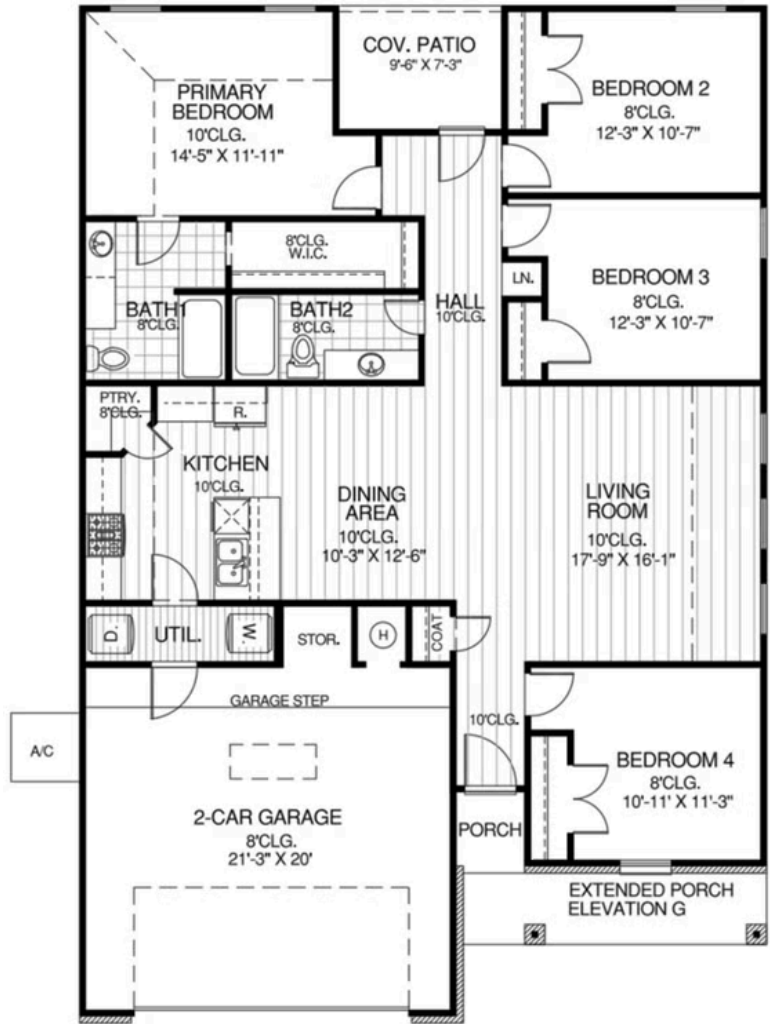 COV. PATIO
9'-6" X 7'-3"
PRIMARY
BEDROOM
10'CLG.
14'-5" X 11'-11"
BEDROOM 2
8'CLG.
12'-3" X 10'-7"
8'CLG.
W.I.C.
BATH1
8'CLG.
BATH2
8'CLG.
HALL
10'CLG.
LN.
BEDROOM 3
8'CLG.
12'-3" X 10'-7"
PTRY.
8'CLG.
R.
KITCHEN
10'CLG.
DINING
AREA
10'CLG.
10'-3" X 12'-6"
LIVING
ROOM
10'CLG.
17'-9" X 16'-1"
D.
UTIL.
W.
STOR.
H
COAT
GARAGE STEP
10'CLG.
A/C
2-CAR GARAGE
8'CLG.
21'-3" X 20'
BEDROOM 4
8'CLG.
10'-11' X 11'-3"
PORCH
EXTENDED PORCH
ELEVATION G